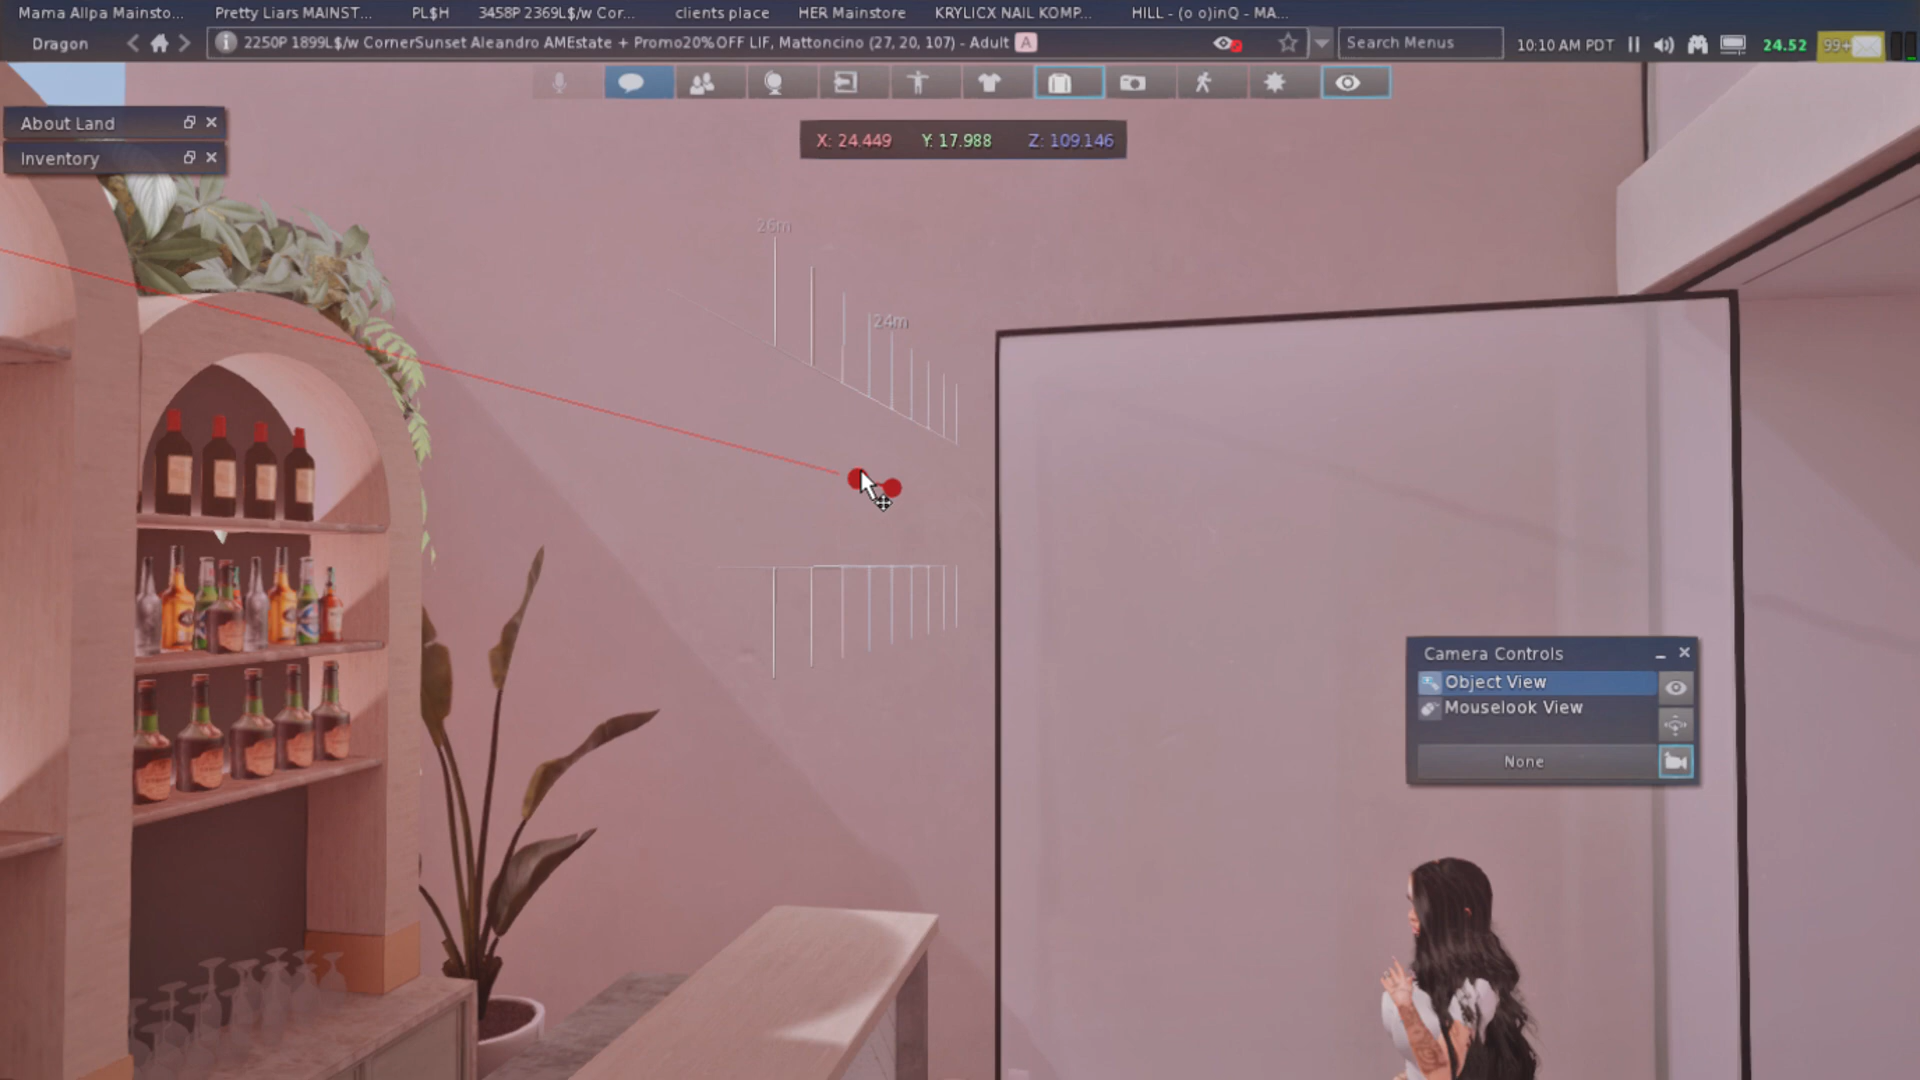 Mama Allpa Mainsto... Pretty Liars MAINST... PL$H 3458P 2369L$/w Cor... clients place HER Mainstore KRYLICX NAIL KOMP... HILL - (o o)inQ - MA...
Dragon 2250P 1899L$/w CornerSunset Aleandro AMEstate + Promo20%OFF LIF, Mattoncino (27, 20, 107) - Adult A Search Menus 10:10 AM PDT 24.52 99+
About Land
Inventory
X: 24.449 Y: 17.988 Z: 109.146
26m
24m
Camera Controls
Object View
Mouselook View
None